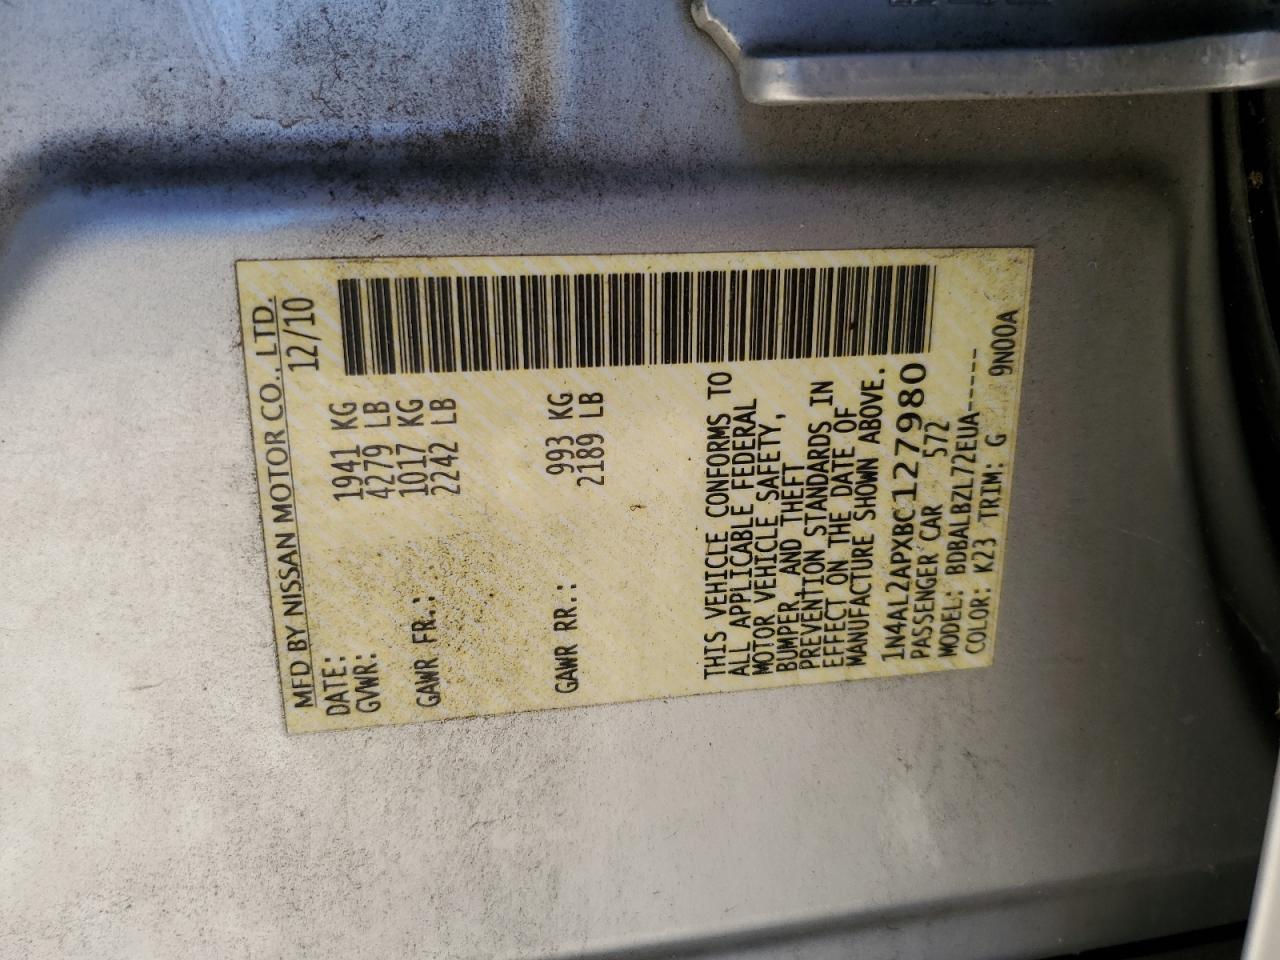 MFD BY NISSAN MOTOR CO., LTD.
DATE: 12/10
GVWR: 1941 KG
4279 LB
GAWR FR.: 1017 KG
2242 LB
GAWR RR.: 993 KG
2189 LB
THIS VEHICLE CONFORMS TO
ALL APPLICABLE FEDERAL
MOTOR VEHICLE SAFETY,
BUMPER, AND THEFT
PREVENTION STANDARDS IN
EFFECT ON THE DATE OF
MANUFACTURE SHOWN ABOVE.
1N4AL2APXBC127980
PASSENGER CAR 572
MODEL: BDBALBZL72EUA-----
COLOR: K23 TRIM: G 9N00A